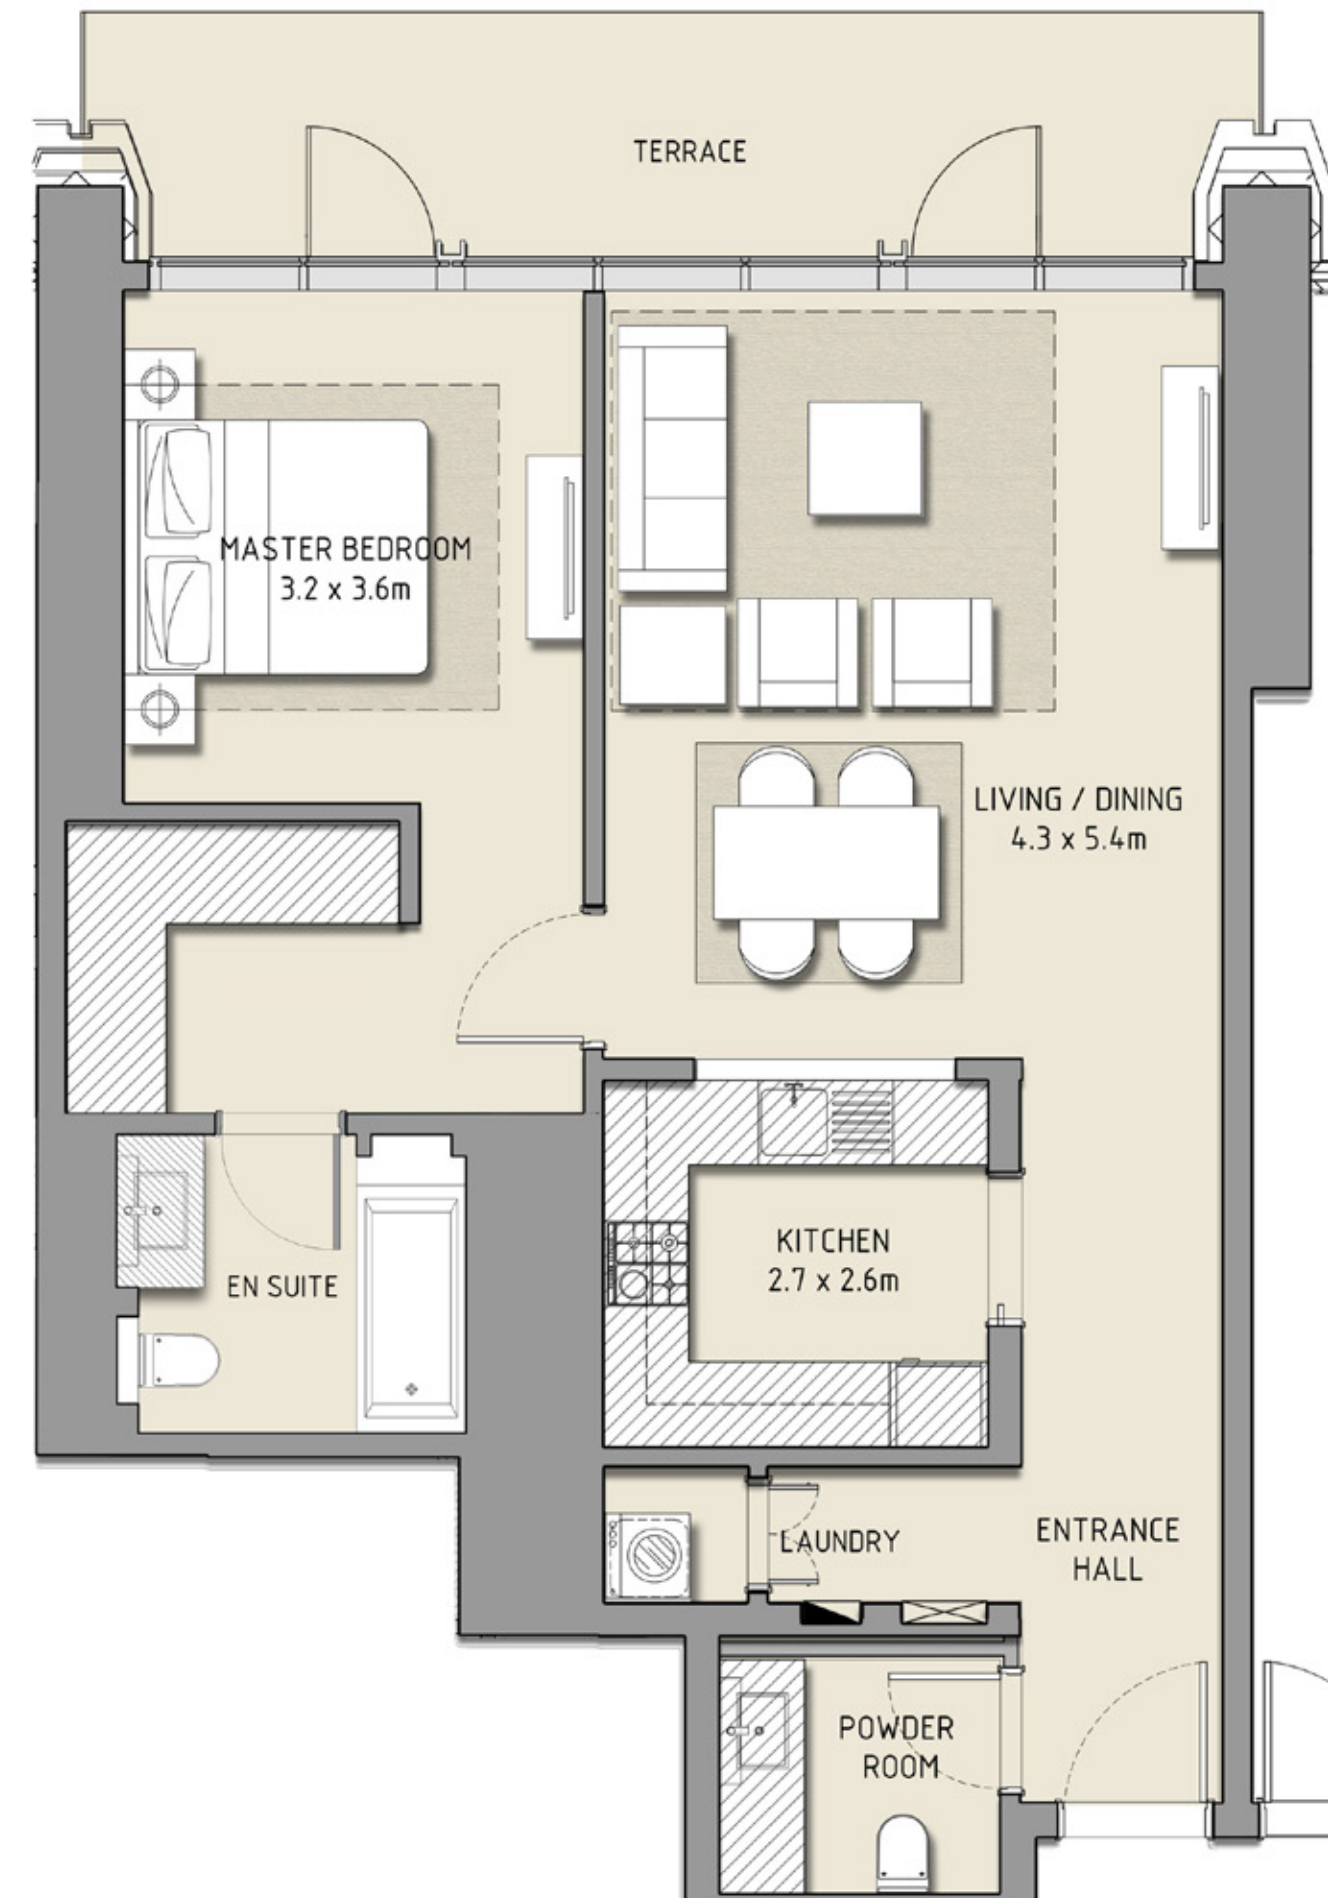 TERRACE
MASTER BEDROOM
3.2 x 3.6m
LIVING / DINING
4.3 x 5.4m
KITCHEN
2.7 x 2.6m
EN SUITE
LAUNDRY
ENTRANCE
HALL
POWDER
ROOM